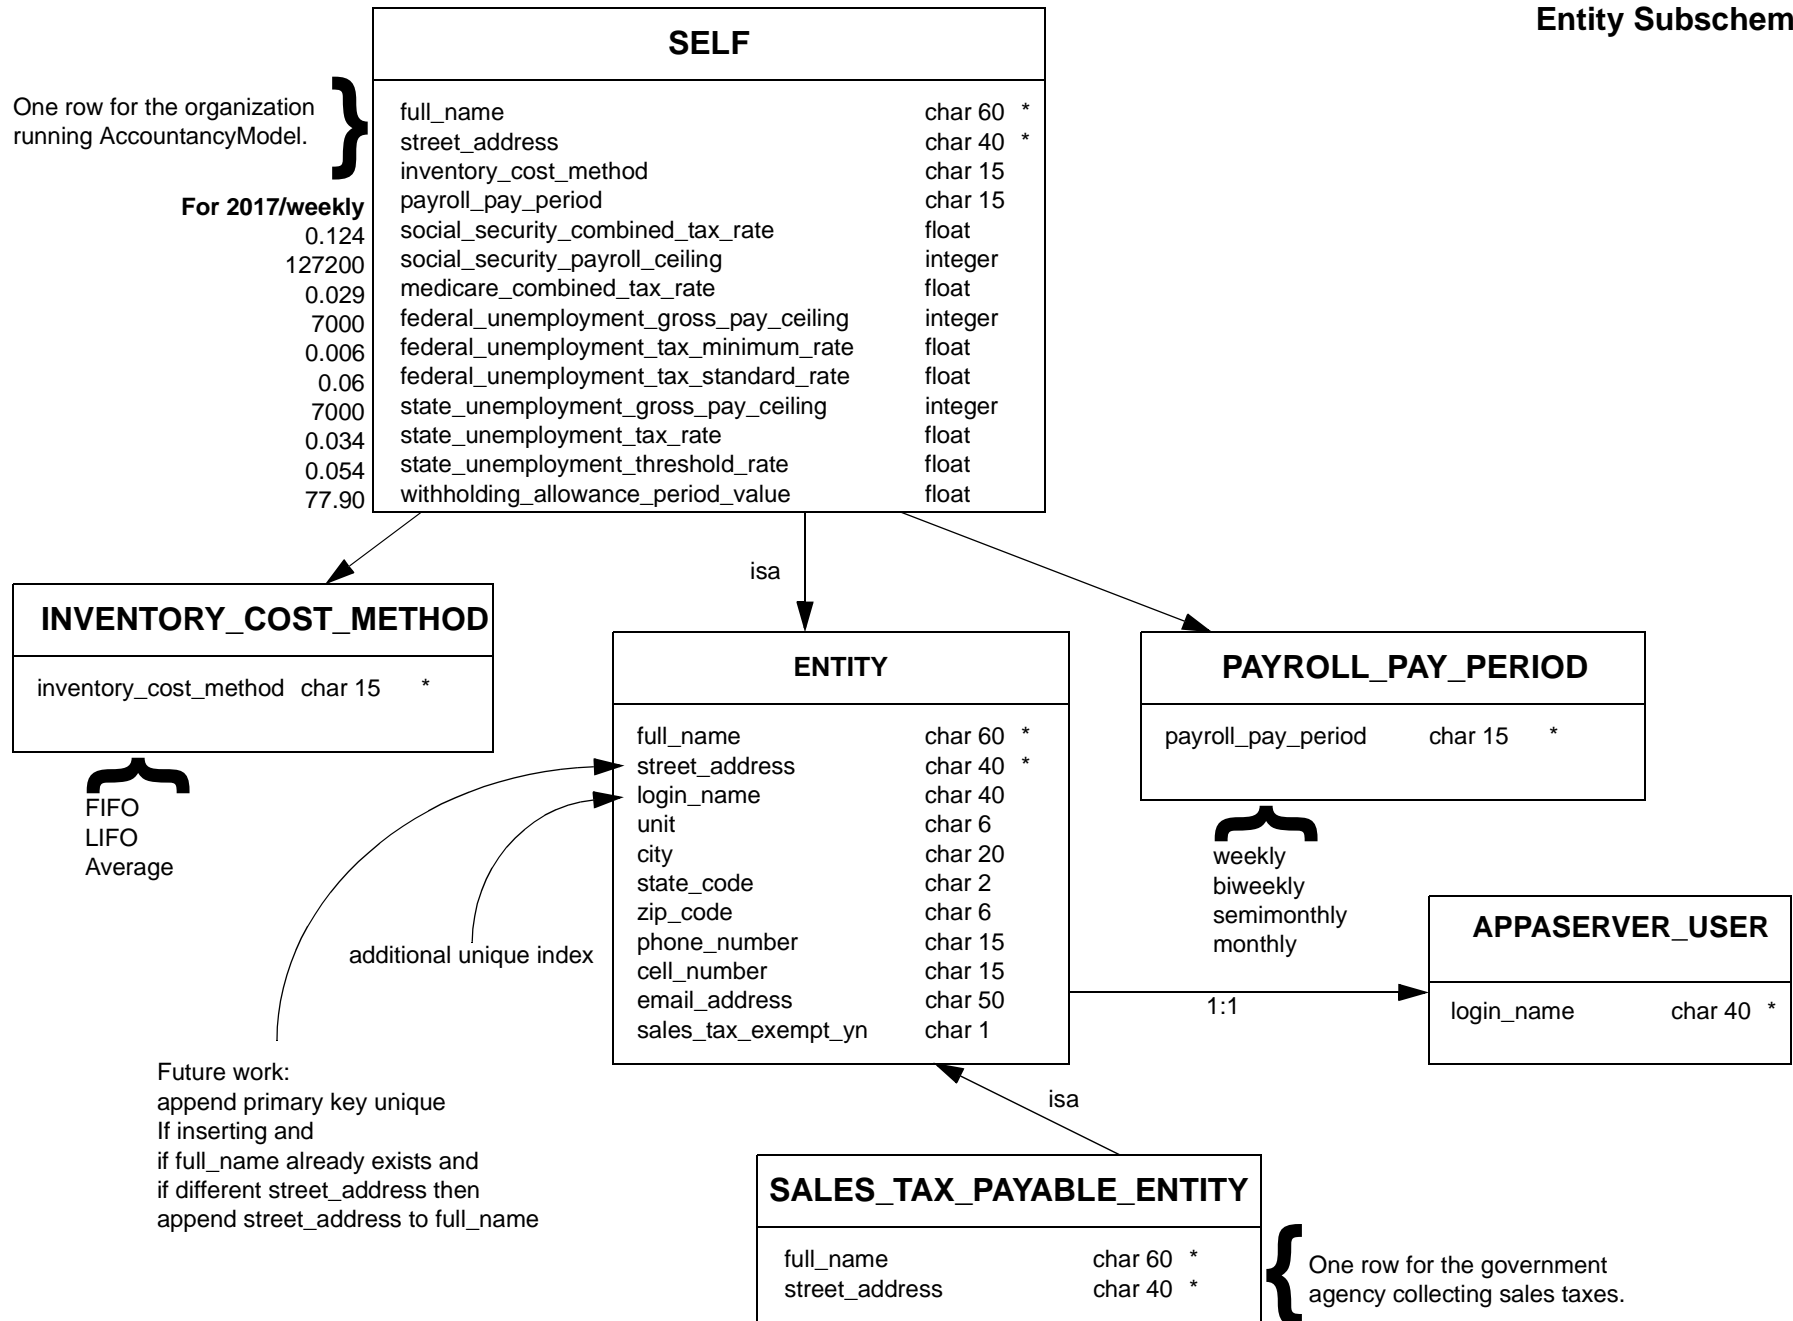 Entity Subschem
SELF
One row for the organization
running AccountancyModel.
full_name char 60 *
street_address char 40 *
inventory_cost_method char 15
For 2017/weekly payroll_pay_period char 15
0.124 social_security_combined_tax_rate float
127200 social_security_payroll_ceiling integer
0.029 medicare_combined_tax_rate float
7000 federal_unemployment_gross_pay_ceiling integer
0.006 federal_unemployment_tax_minimum_rate float
0.06 federal_unemployment_tax_standard_rate float
7000 state_unemployment_gross_pay_ceiling integer
0.034 state_unemployment_tax_rate float
0.054 state_unemployment_threshold_rate float
77.90 withholding_allowance_period_value float
isa
INVENTORY_COST_METHOD
inventory_cost_method char 15 *
FIFO
LIFO
Average
ENTITY
full_name char 60 *
street_address char 40 *
login_name char 40
unit char 6
city char 20
state_code char 2
zip_code char 6
phone_number char 15
cell_number char 15
email_address char 50
sales_tax_exempt_yn char 1
PAYROLL_PAY_PERIOD
payroll_pay_period char 15 *
weekly
biweekly
semimonthly
monthly
additional unique index
1:1
APPASERVER_USER
login_name char 40 *
Future work:
append primary key unique
If inserting and
if full_name already exists and
if different street_address then
append street_address to full_name
isa
SALES_TAX_PAYABLE_ENTITY
full_name char 60 *
street_address char 40 *
One row for the government
agency collecting sales taxes.